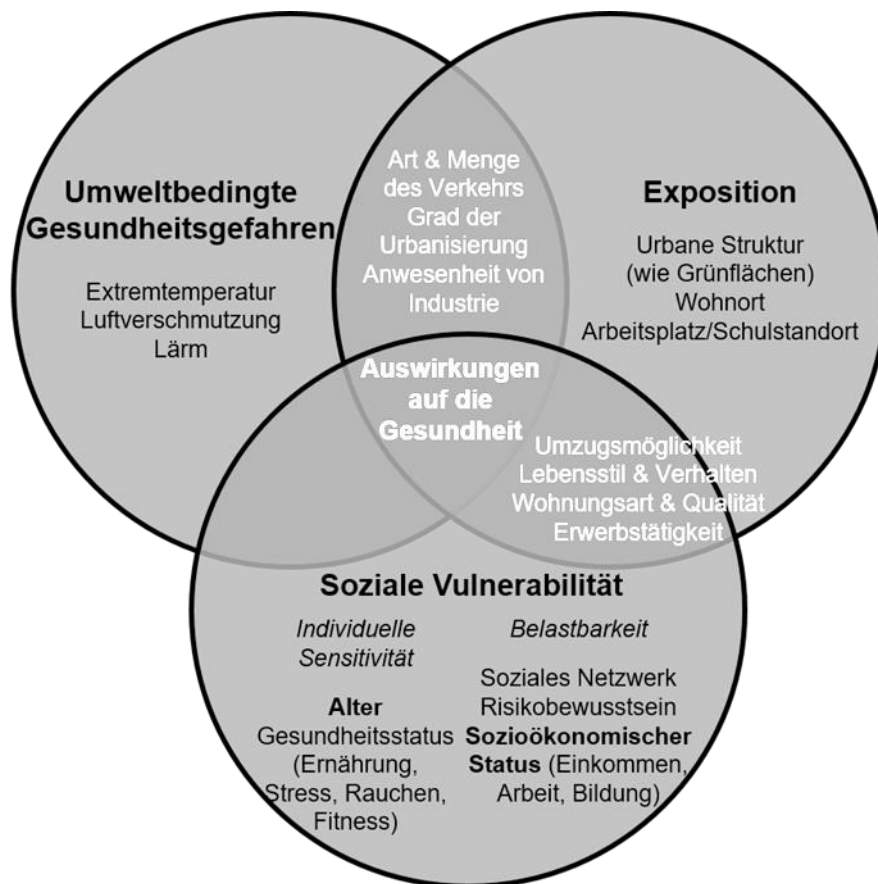 Umweltbedingte
Gesundheitsgefahren
Extremtemperatur
Luftverschmutzung
Lärm
Art & Menge
des Verkehrs
Grad der
Urbanisierung
Anwesenheit von
Industrie
Exposition
Urbane Struktur
(wie Grünflächen)
Wohnort
Arbeitsplatz/Schulstandort
Auswirkungen
auf die
Gesundheit
Umzugsmöglichkeit
Lebensstil & Verhalten
Wohnungsart & Qualität
Erwerbstätigkeit
Soziale Vulnerabilität
Individuelle
Sensitivität
Alter
Gesundheitsstatus
(Ernährung,
Stress, Rauchen,
Fitness)
Belastbarkeit
Soziales Netzwerk
Risikobewusstsein
Sozioökonomischer
Status (Einkommen,
Arbeit, Bildung)